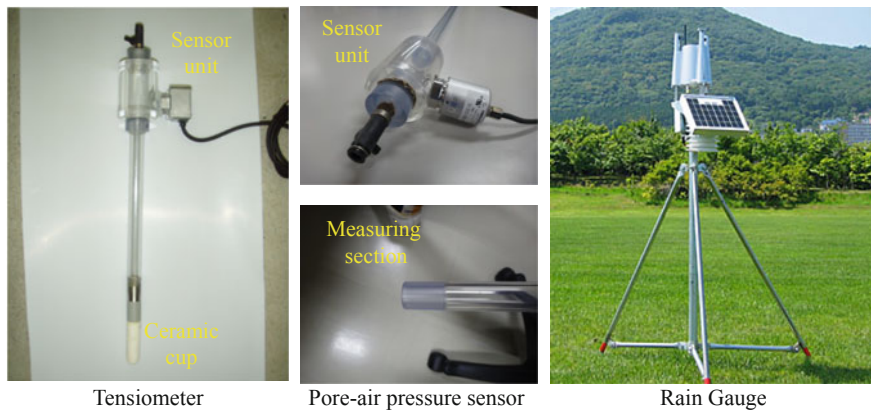 Sensor
unit
Ceramic
cup
Tensiometer
Sensor
unit
Measuring
section
Pore-air pressure sensor
Rain Gauge